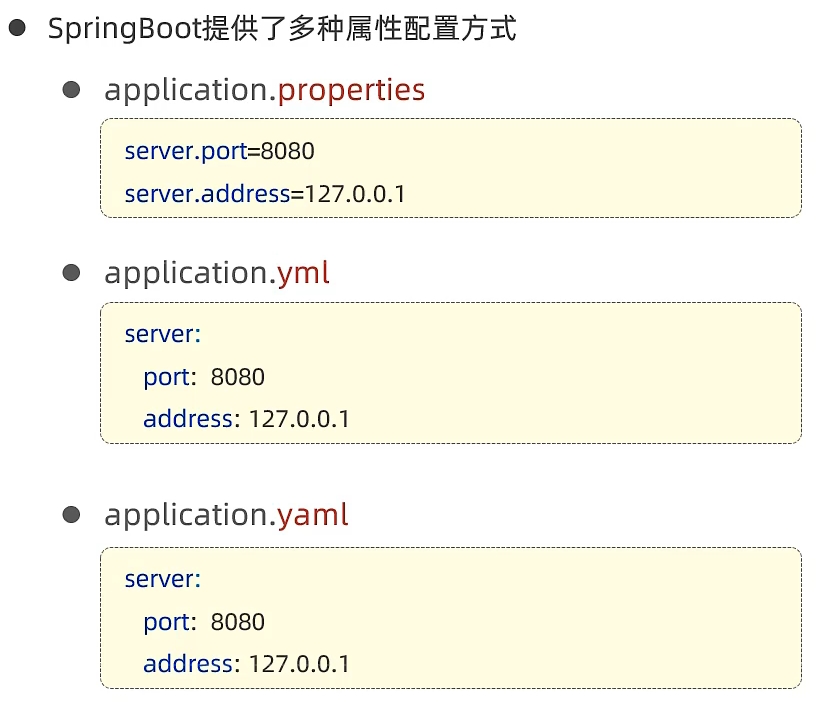 SpringBoot提供了多种属性配置方式
application.properties
server.port=8080
server.address=127.0.0.1
application.yml
server:
port: 8080
address: 127.0.0.1
application.yaml
server:
port: 8080
address: 127.0.0.1